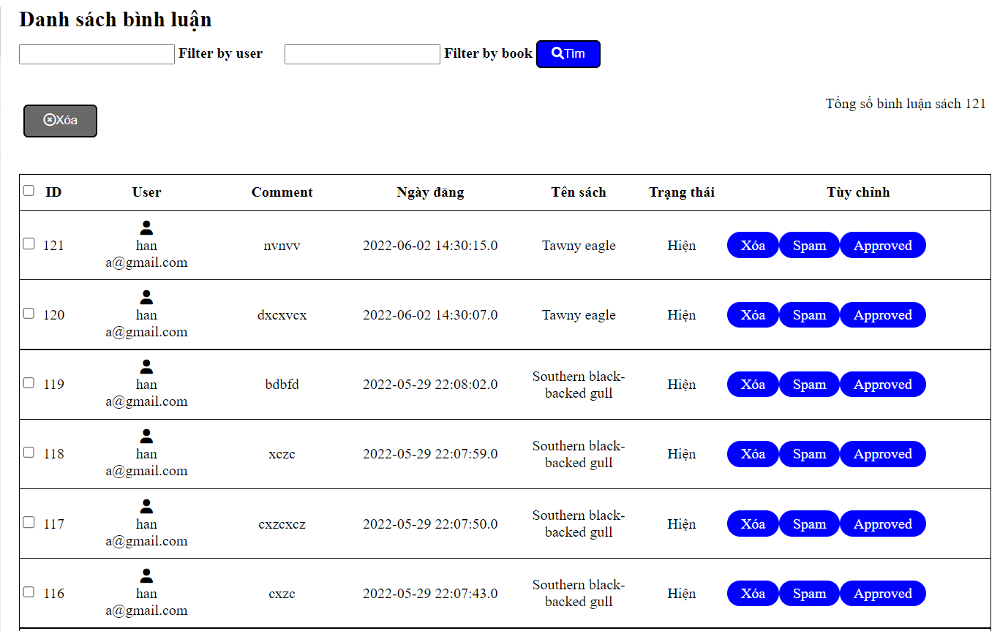 Danh sách bình luận
Filter by user Filter by book Tìm
Tổng số bình luận sách 121
Xóa
ID User Comment Ngày đăng Tên sách Trạng thái Tùy chỉnh
121 han nvnvv 2022-06-02 14:30:15.0 Tawny eagle Hiện Xóa Spam Approved
a@gmail.com
120 han dxcxvcx 2022-06-02 14:30:07.0 Tawny eagle Hiện Xóa Spam Approved
a@gmail.com
119 han bdbfd 2022-05-29 22:08:02.0 Southern black-
backed gull Hiện Xóa Spam Approved
a@gmail.com
118 han xczc 2022-05-29 22:07:59.0 Southern black-
backed gull Hiện Xóa Spam Approved
a@gmail.com
117 han cxzcxcz 2022-05-29 22:07:50.0 Southern black-
backed gull Hiện Xóa Spam Approved
a@gmail.com
116 han cxzc 2022-05-29 22:07:43.0 Southern black-
backed gull Hiện Xóa Spam Approved
a@gmail.com